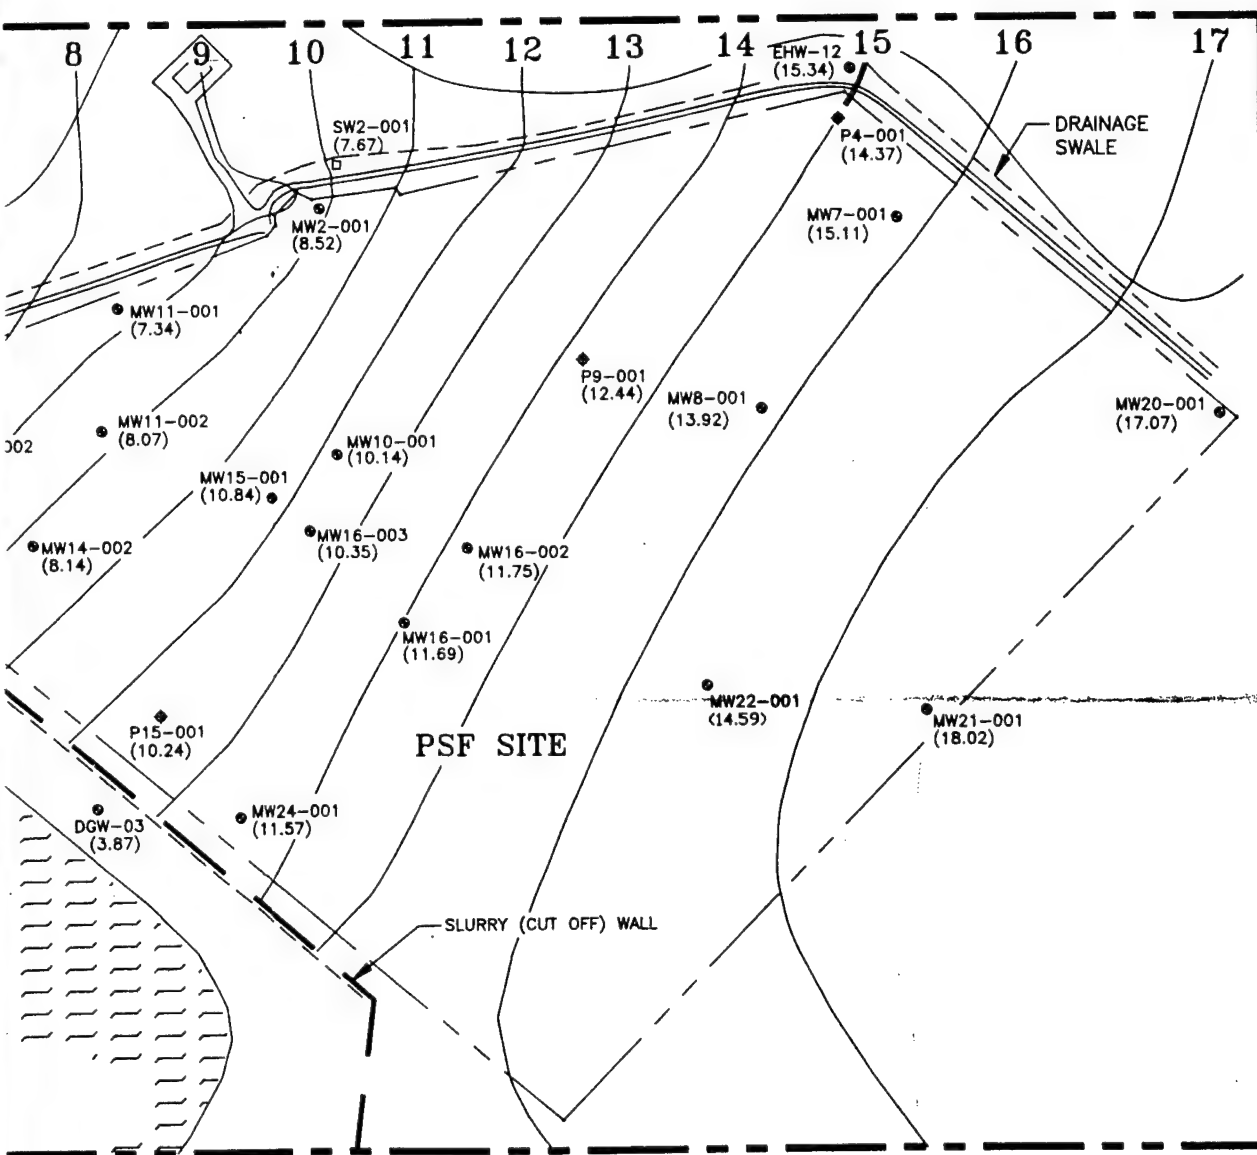 8 9 10 11 12 13 14 15 16 17
EHW-12
(15.34)
SW2-001
(7.67)
P4-001
(14.37)
DRAINAGE
SWALE
MW2-001
(8.52)
MW7-001
(15.11)
MW11-001
(7.34)
P9-001
(12.44)
MW8-001
(13.92)
MW20-001
(17.07)
MW11-002
(8.07)
002
MW10-001
(10.14)
MW15-001
(10.84)
MW14-002
(8.14)
MW16-003
(10.35)
MW16-002
(11.75)
MW16-001
(11.69)
MW22-001
(14.59)
MW21-001
(18.02)
P15-001
(10.24)
PSF SITE
MW24-001
(11.57)
DGW-03
(3.87)
SLURRY (CUT OFF) WALL